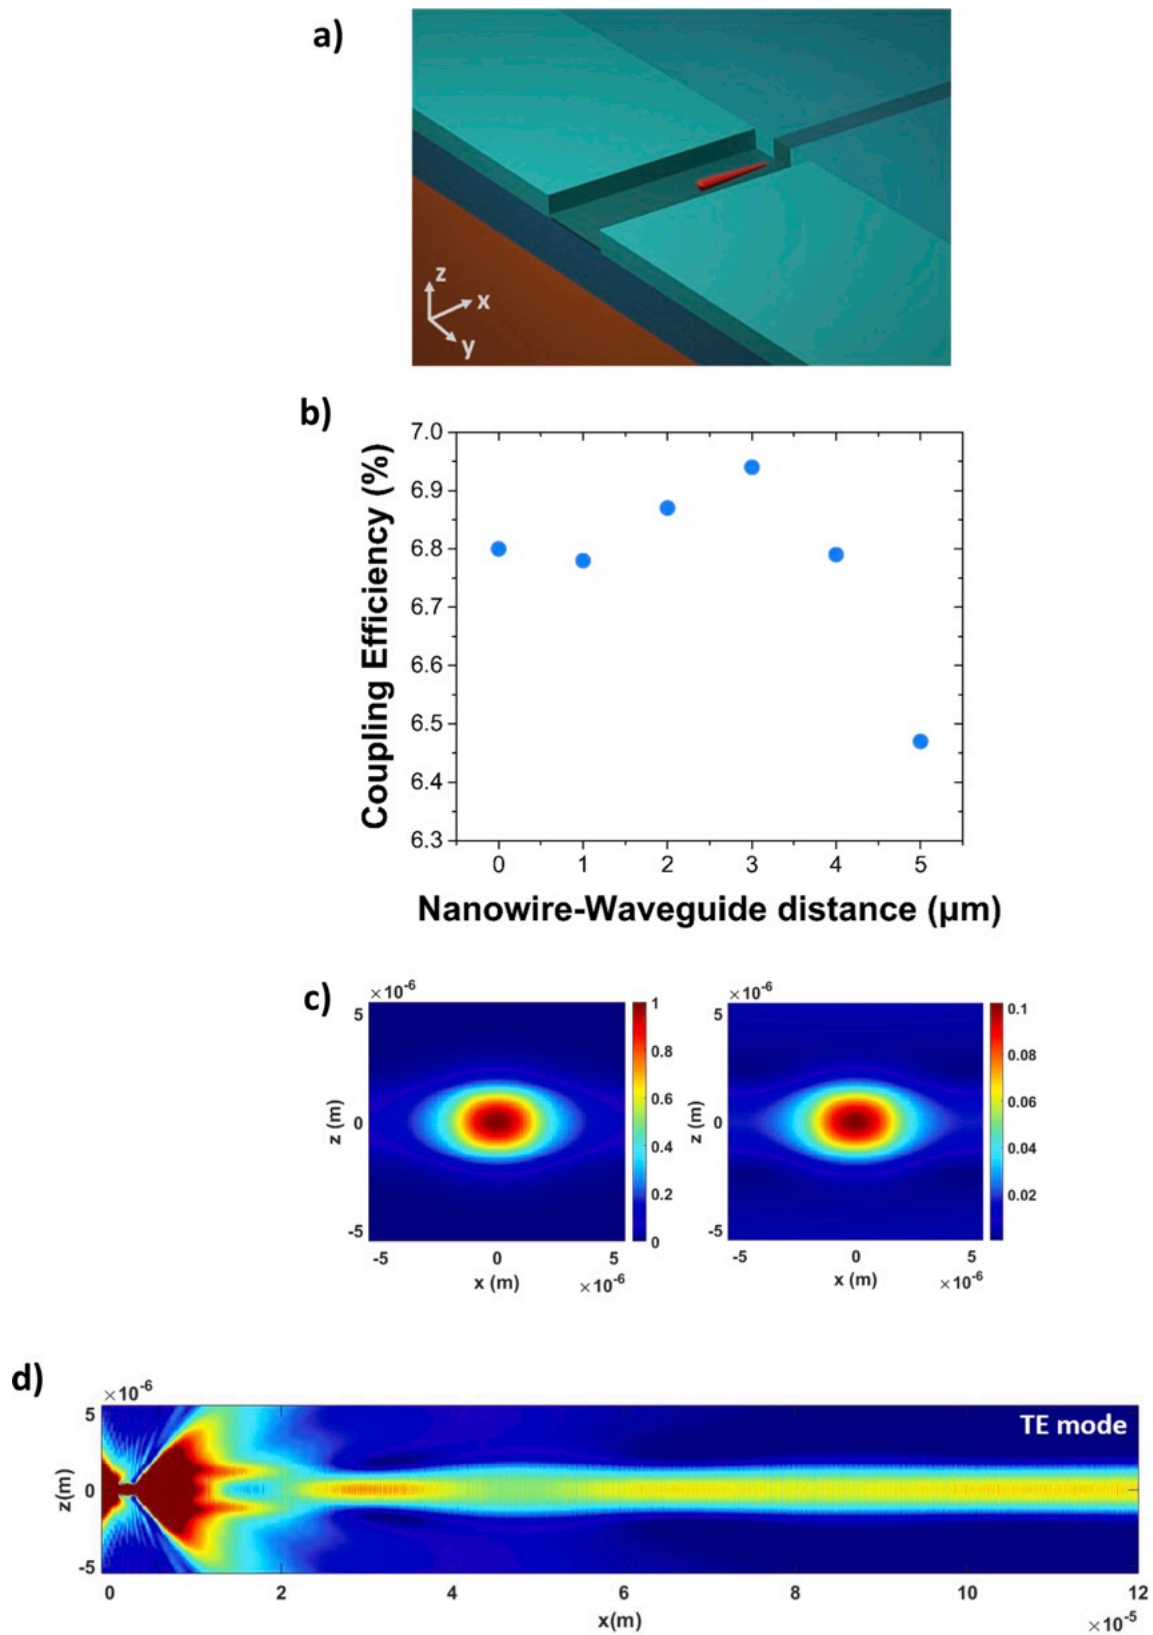 a)
z
x
y
b)
7.0
6.9
6.8
6.7
6.6
6.5
6.4
6.3
Coupling Efficiency (%)
0 1 2 3 4 5
Nanowire-Waveguide distance (μm)
c)
×10⁻⁶
5
0
-5
z (m)
-5 0 5
x (m) ×10⁻⁶
1
0.8
0.6
0.4
0.2
0
×10⁻⁶
5
0
-5
z (m)
-5 0 5
x (m) ×10⁻⁶
0.1
0.08
0.06
0.04
0.02
d)
×10⁻⁶
5
0
-5
z(m)
TE mode
0 2 4 6 8 10 12
x(m) ×10⁻⁵